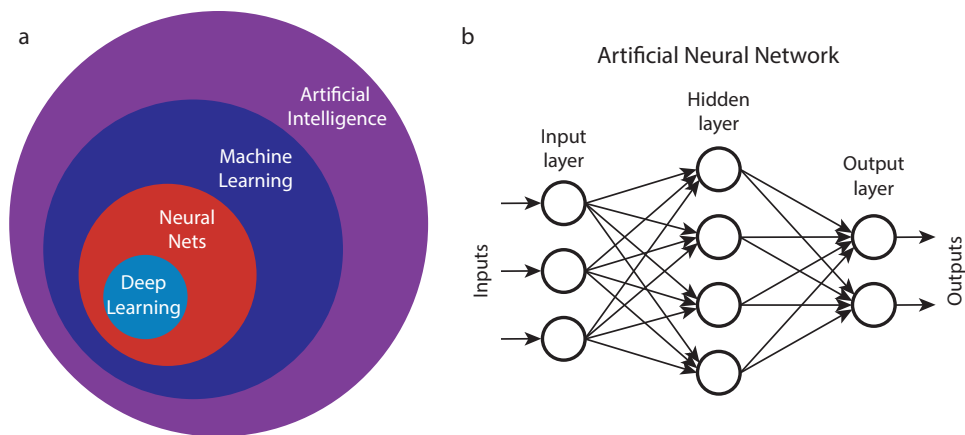 a
Artificial
Intelligence
Machine
Learning
Neural
Nets
Deep
Learning
b
Artificial Neural Network
Hidden
layer
Input
layer
Output
layer
Inputs
Outputs